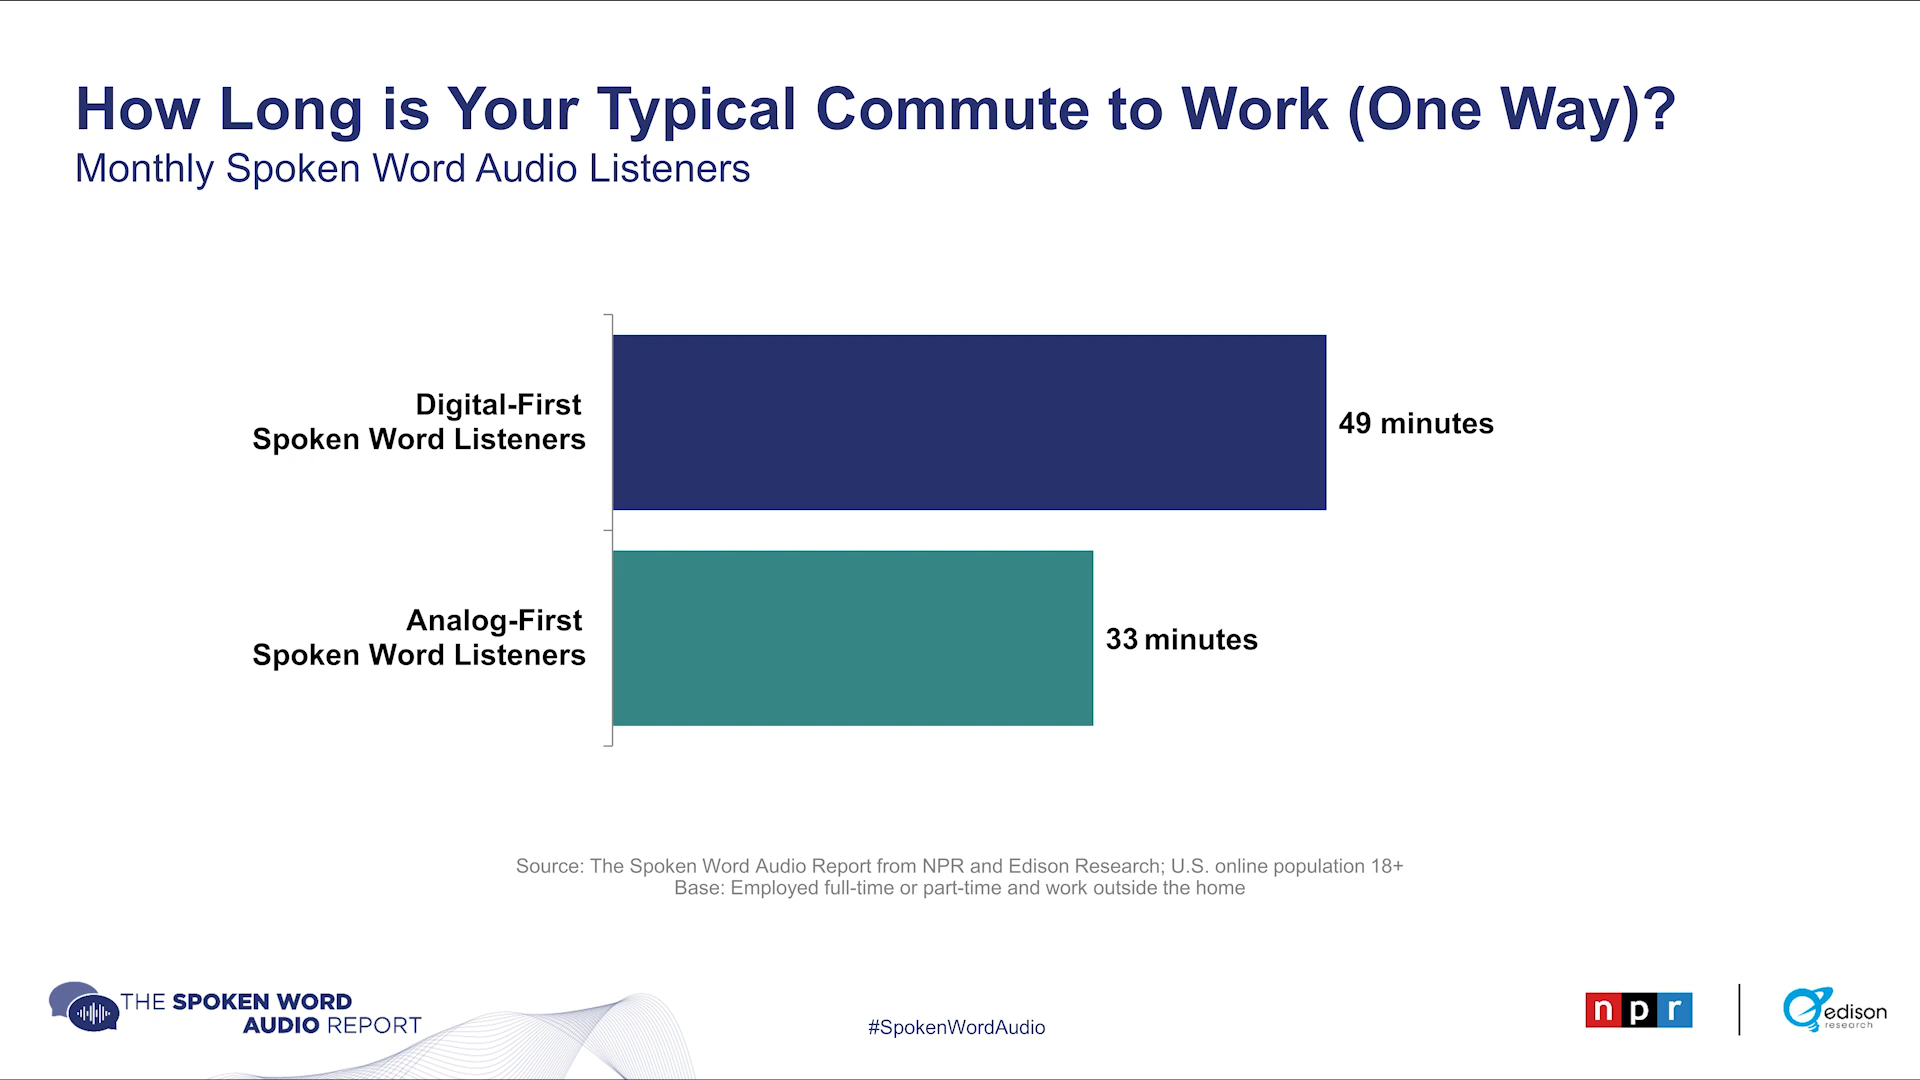 How Long is Your Typical Commute to Work (One Way)?
Monthly Spoken Word Audio Listeners
Digital-First
Spoken Word Listeners
49 minutes
Analog-First
Spoken Word Listeners
33 minutes
Source: The Spoken Word Audio Report from NPR and Edison Research; U.S. online population 18+
Base: Employed full-time or part-time and work outside the home
THE SPOKEN WORD
AUDIO REPORT
#SpokenWordAudio
npr
edison
research